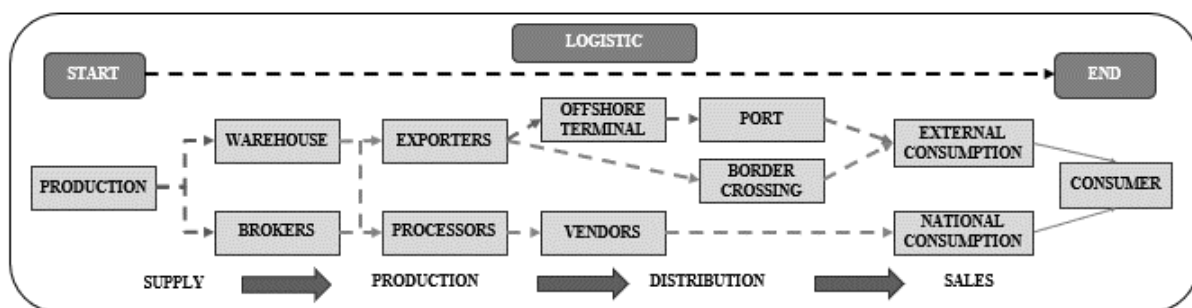 LOGISTIC
START
END
OFFSHORE
TERMINAL
PORT
WAREHOUSE
EXPORTERS
EXTERNAL
CONSUMPTION
PRODUCTION
BORDER
CROSSING
CONSUMER
BROKERS
PROCESSORS
VENDORS
NATIONAL
CONSUMPTION
SUPPLY
PRODUCTION
DISTRIBUTION
SALES